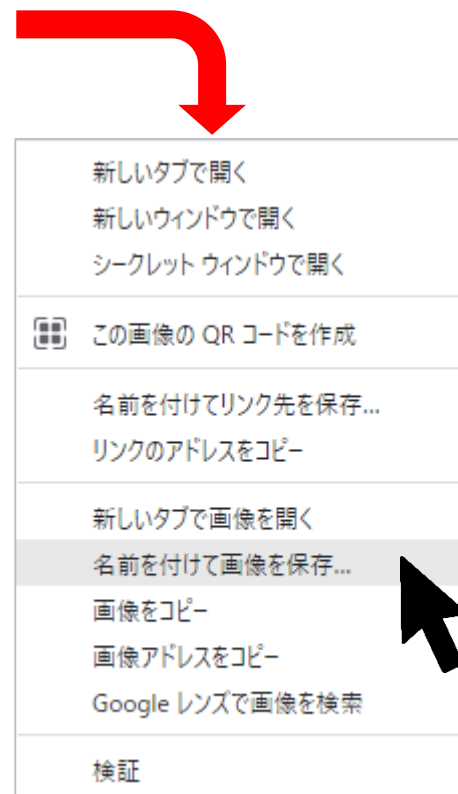 新しいタブで開く
新しいウィンドウで開く
シークレット ウィンドウで開く
この画像の QR コードを作成
名前を付けてリンク先を保存...
リンクのアドレスをコピー
新しいタブで画像を開く
名前を付けて画像を保存...
画像をコピー
画像アドレスをコピー
Google レンズで画像を検索
検証